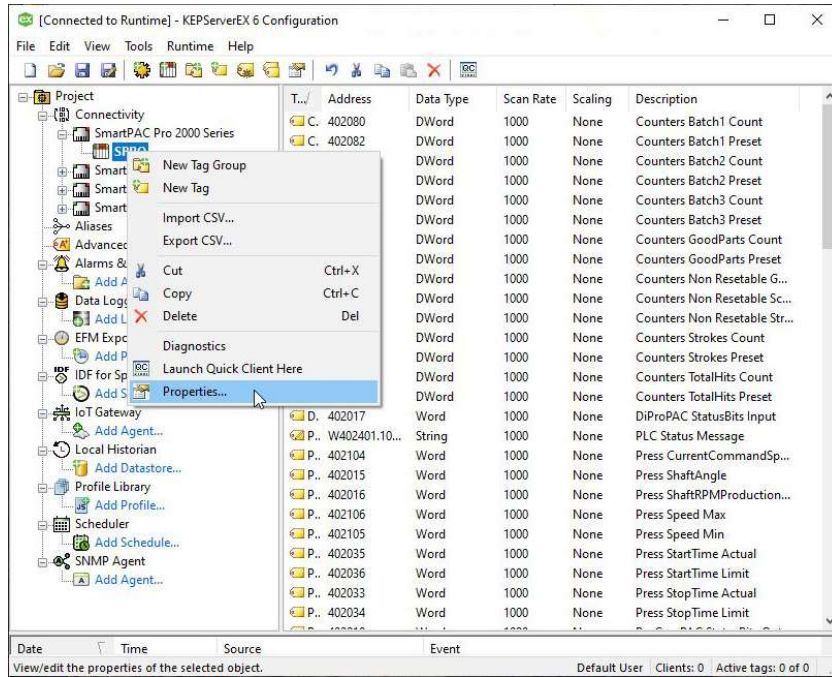 [Connected to Runtime] - KEPServerEX 6 Configuration
File Edit View Tools Runtime Help
Project
Connectivity
SmartPAC Pro 2000 Series
SPRO
Smart
Smart
Smart
Aliases
Advanced
Alarms &
Add A
Data Logg
Add L
EFM Expo
Add P
IDF for Sp
Add S
IoT Gateway
Add Agent...
Local Historian
Add Datastore...
Profile Library
Add Profile...
Scheduler
Add Schedule...
SNMP Agent
Add Agent...
New Tag Group
New Tag
Import CSV...
Export CSV...
Cut Ctrl+X
Copy Ctrl+C
Delete Del
Diagnostics
Launch Quick Client Here
Properties...
T... Address Data Type Scan Rate Scaling Description
C. 402080 DWord 1000 None Counters Batch1 Count
C. 402082 DWord 1000 None Counters Batch1 Preset
DWord 1000 None Counters Batch2 Count
DWord 1000 None Counters Batch2 Preset
DWord 1000 None Counters Batch3 Count
DWord 1000 None Counters Batch3 Preset
DWord 1000 None Counters GoodParts Count
DWord 1000 None Counters GoodParts Preset
DWord 1000 None Counters Non Resetable G...
DWord 1000 None Counters Non Resetable Sc...
DWord 1000 None Counters Non Resetable Str...
DWord 1000 None Counters Strokes Count
DWord 1000 None Counters Strokes Preset
DWord 1000 None Counters TotalHits Count
DWord 1000 None Counters TotalHits Preset
D. 402017 Word 1000 None DiProPAC StatusBits Input
P.. W402401.10... String 1000 None PLC Status Message
P.. 402104 Word 1000 None Press CurrentCommandSp...
P.. 402015 Word 1000 None Press ShaftAngle
P.. 402016 Word 1000 None Press ShaftRPMProduction...
P.. 402106 Word 1000 None Press Speed Max
P.. 402105 Word 1000 None Press Speed Min
P.. 402035 Word 1000 None Press StartTime Actual
P.. 402036 Word 1000 None Press StartTime Limit
P.. 402033 Word 1000 None Press StopTime Actual
P.. 402034 Word 1000 None Press StopTime Limit
Date Time Source Event
View/edit the properties of the selected object. Default User Clients: 0 Active tags: 0 of 0